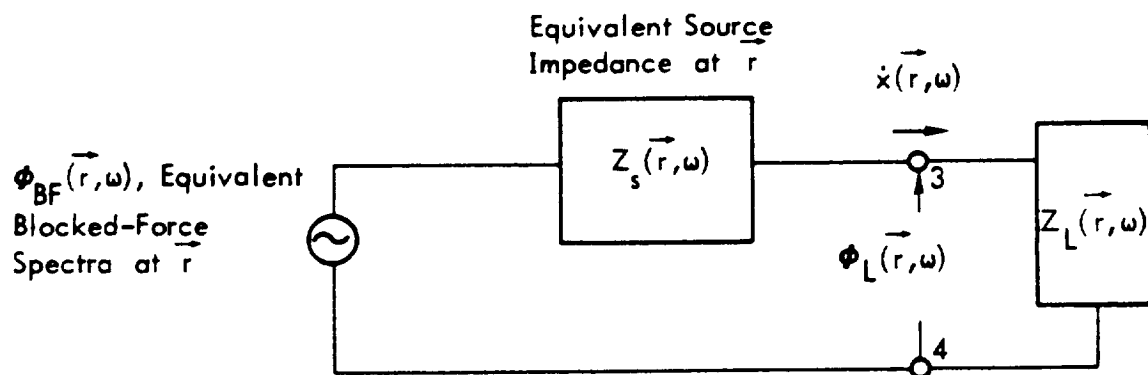 Equivalent Source
Impedance at r⃗
ẋ(r⃗,ω)
Z_s(r⃗,ω)
ϕ_BF(r⃗,ω), Equivalent
Blocked-Force
Spectra at r⃗
3
Z_L(r⃗,ω)
ϕ_L(r⃗,ω)
4